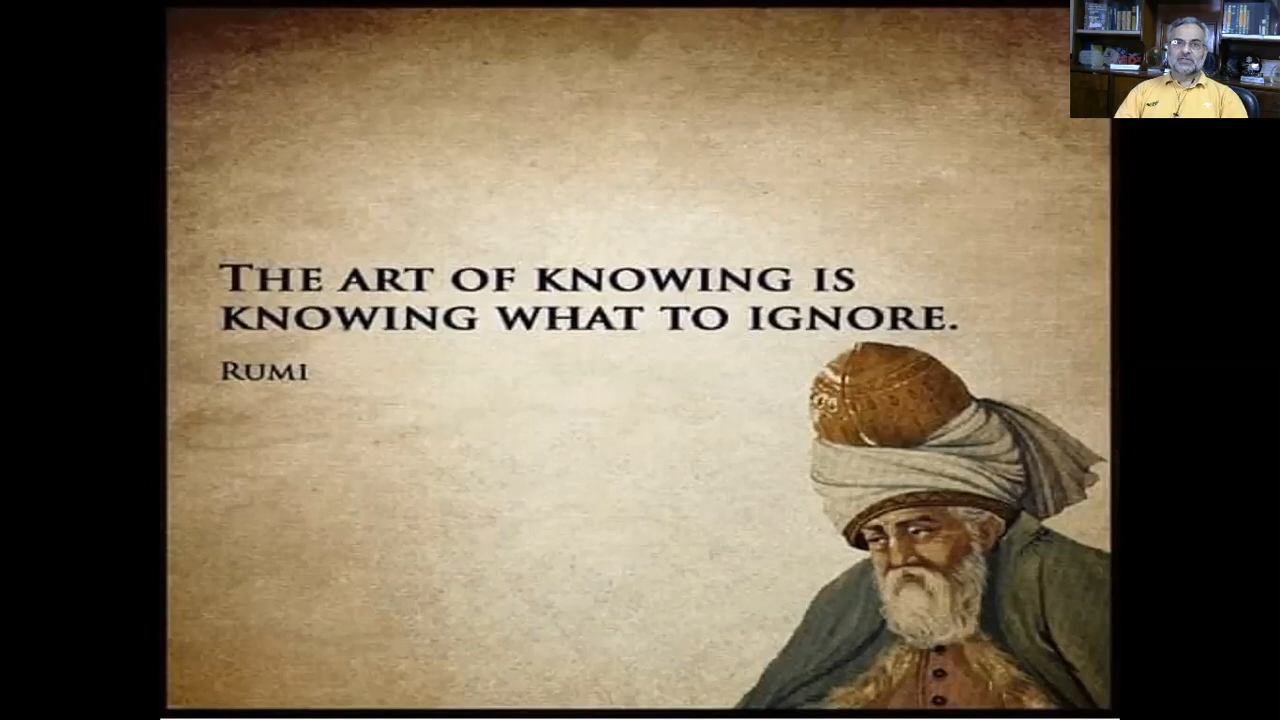 THE ART OF KNOWING IS
KNOWING WHAT TO IGNORE.
RUMI